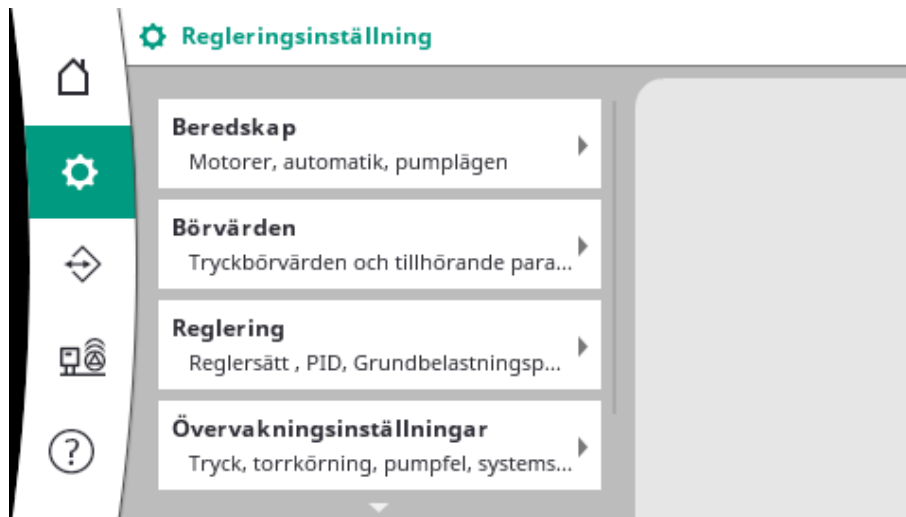 Regleringsinställning
Beredskap
Motorer, automatik, pumplägen
Börvärden
Tryckbörvärden och tillhörande para...
Reglering
Reglersätt , PID, Grundbelastningsp...
Övervakningsinställningar
Tryck, torrkörning, pumpfel, systems...
?